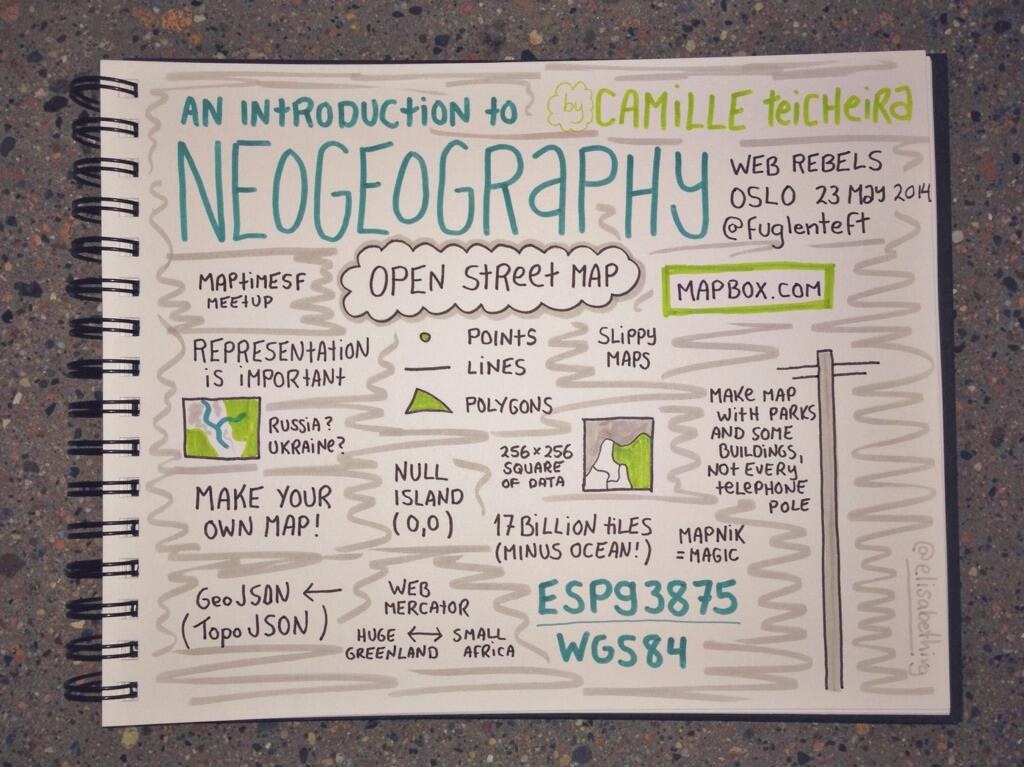 AN INTRODUCTION to
by CAMILLE teicheira
NEOGEOGRaPHY
WEB REBELS
OSLO 23 May 2014
@fuglenteft
MaptimeSF
MEETUP
OPEN StReet MAP
MAPBOX.COM
REPRESENTATION
IS IMPORTANT
POINTS
LINES
POLYGONS
SLIPPY
MAPS
RUSSIA?
UKRAINE?
MAKE MAP
WITH PARKS
AND SOME
BUILDINGS,
NOT EVERY
teLEPHONE
POLE
256 x 256
SQUARE
OF DATA
MAKE YOUR
OWN MAP!
NULL
ISLAND
(0,0)
17 BILLION tiLES
(MINUS OCEAN!)
MAPNIK
= MAGIC
GeoJSON ←
(TopoJSON)
WEB
MERCATOR
HUGE ↔ SMALL
GREENLAND AFRICA
ESPG3875
WGS84
@elisabethirg